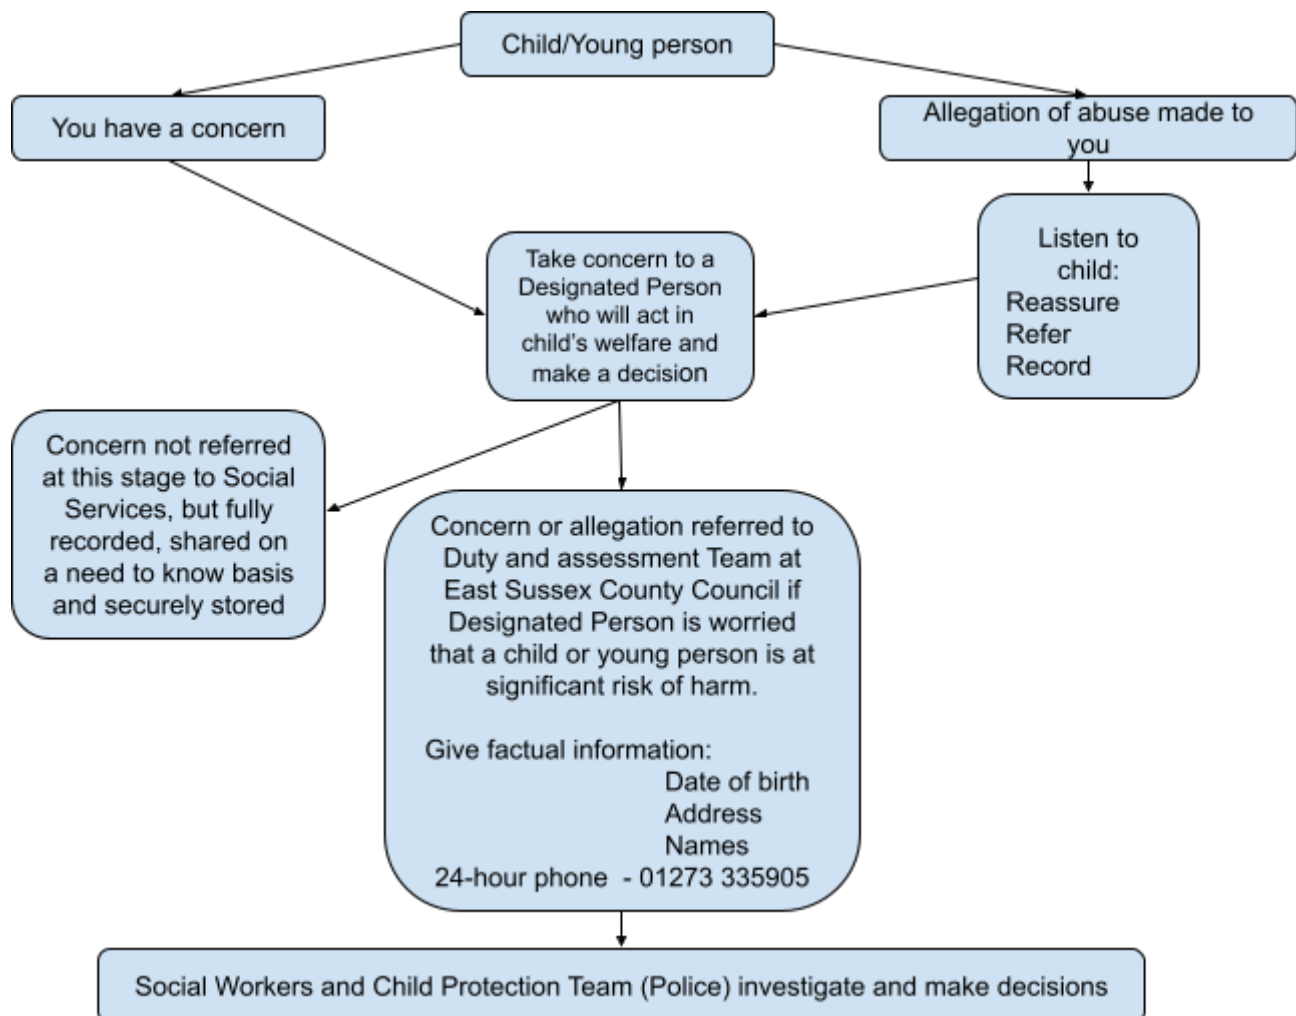 Child/Young person
You have a concern
Allegation of abuse made to
you
Listen to
child:
Reassure
Refer
Record
Take concern to a
Designated Person
who will act in
child's welfare and
make a decision
Concern not referred
at this stage to Social
Services, but fully
recorded, shared on
a need to know basis
and securely stored
Concern or allegation referred to
Duty and assessment Team at
East Sussex County Council if
Designated Person is worried
that a child or young person is at
significant risk of harm.
Give factual information:
Date of birth
Address
Names
24-hour phone - 01273 335905
Social Workers and Child Protection Team (Police) investigate and make decisions